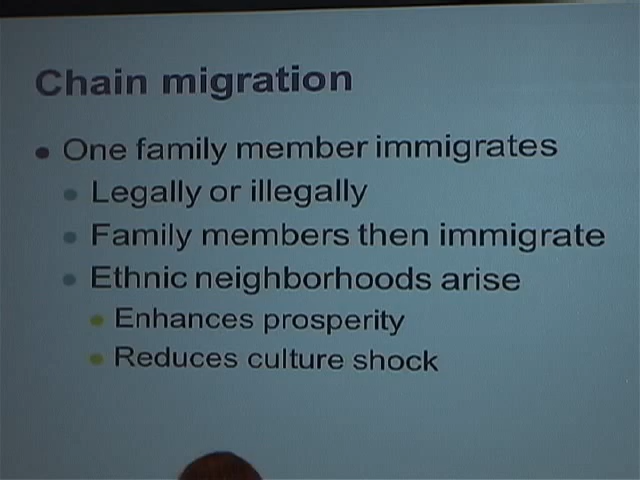 Chain migration
One family member immigrates
Legally or illegally
Family members then immigrate
Ethnic neighborhoods arise
Enhances prosperity
Reduces culture shock